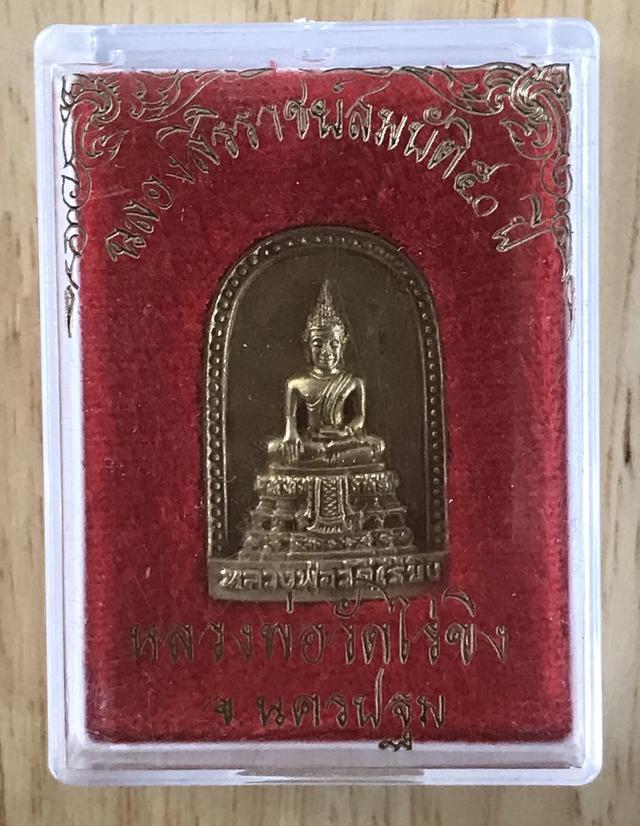 ฉลองสิริราชย์สมบัติ๕๐ ปี
หลวงพ่อวัดไร่ขิง
หลวงพ่อวัดไร่ขิง
จ.นครปฐม